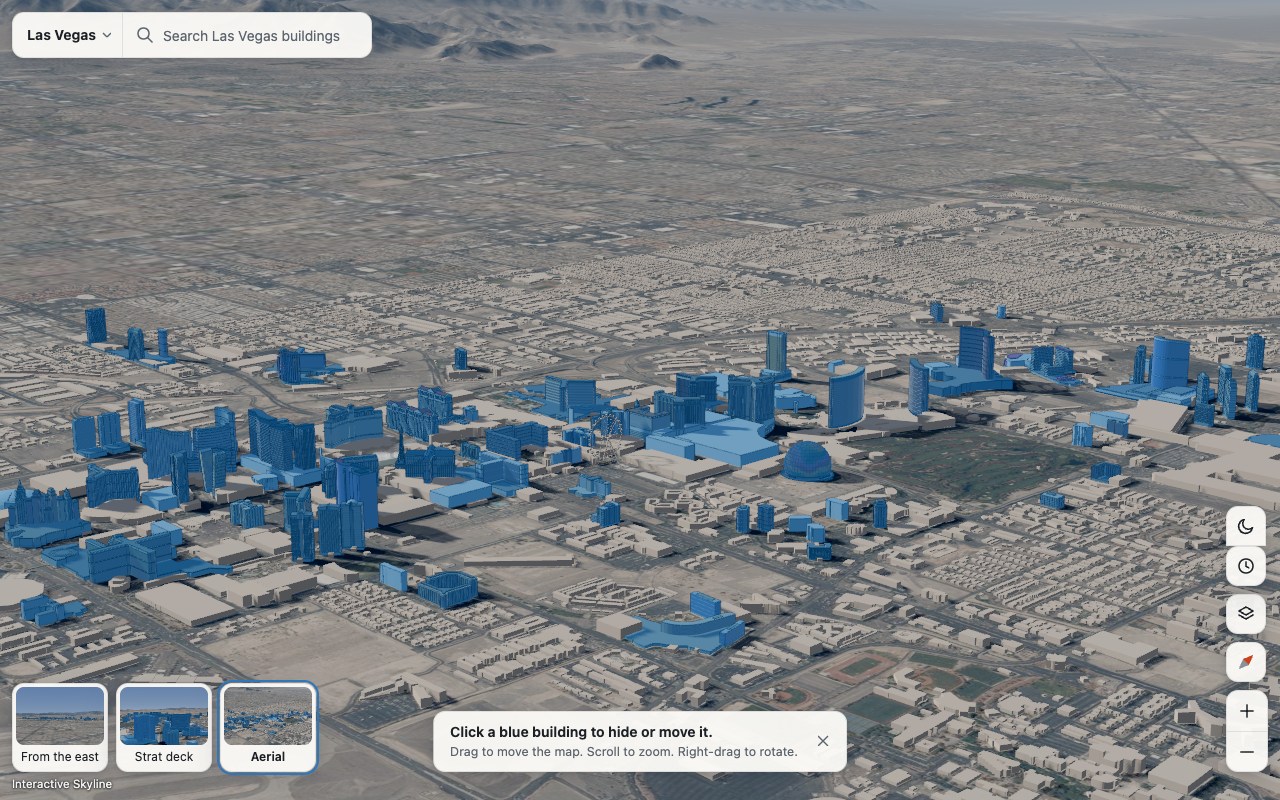 Las Vegas
Search Las Vegas buildings
From the east
Strat deck
Aerial
Click a blue building to hide or move it.
Drag to move the map. Scroll to zoom. Right-drag to rotate.
Interactive Skyline